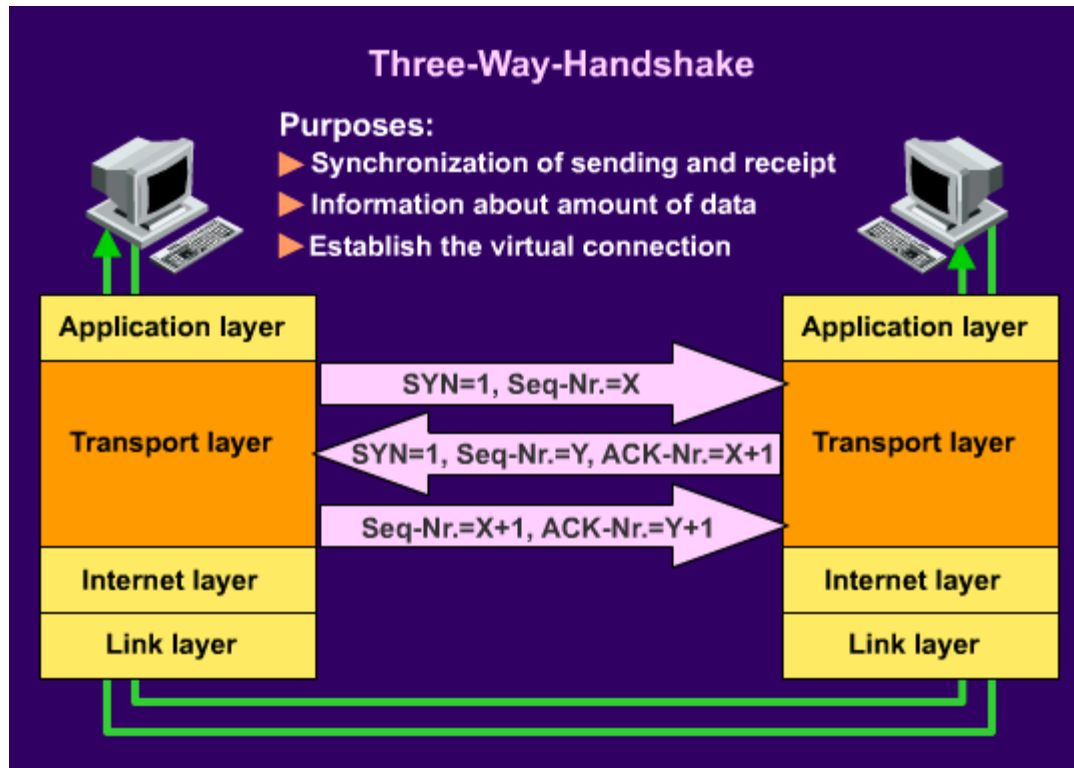 Three-Way-Handshake
Purposes:
Synchronization of sending and receipt
Information about amount of data
Establish the virtual connection
Application layer
Transport layer
Internet layer
Link layer
SYN=1, Seq-Nr.=X
SYN=1, Seq-Nr.=Y, ACK-Nr.=X+1
Seq-Nr.=X+1, ACK-Nr.=Y+1
Application layer
Transport layer
Internet layer
Link layer